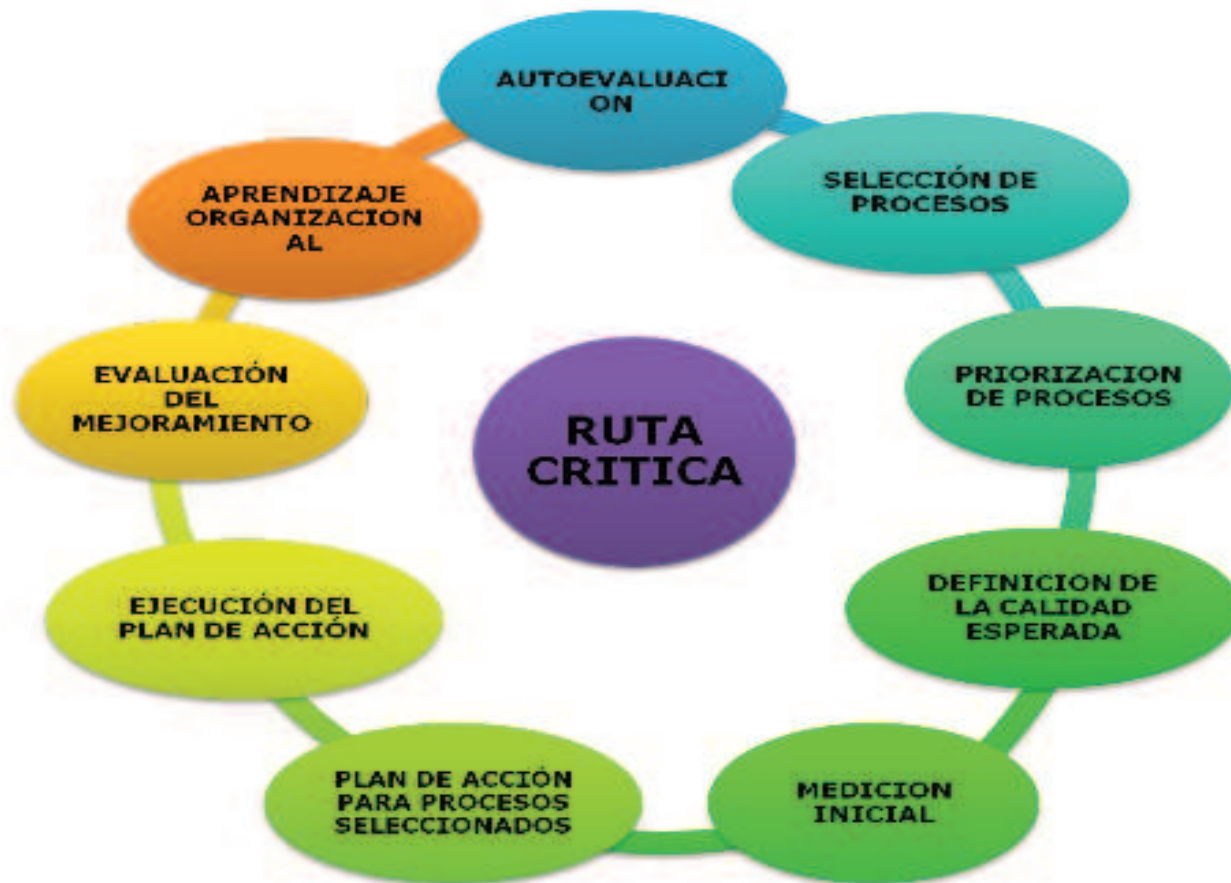 AUTOEVALUACI
ON
SELECCIÓN DE
PROCESOS
PRIORIZACION
DE PROCESOS
DEFINICION DE
LA CALIDAD
ESPERADA
MEDICION
INICIAL
PLAN DE ACCIÓN
PARA PROCESOS
SELECCIONADOS
EJECUCIÓN DEL
PLAN DE ACCIÓN
EVALUACIÓN
DEL
MEJORAMIENTO
APRENDIZAJE
ORGANIZACION
AL
RUTA
CRITICA